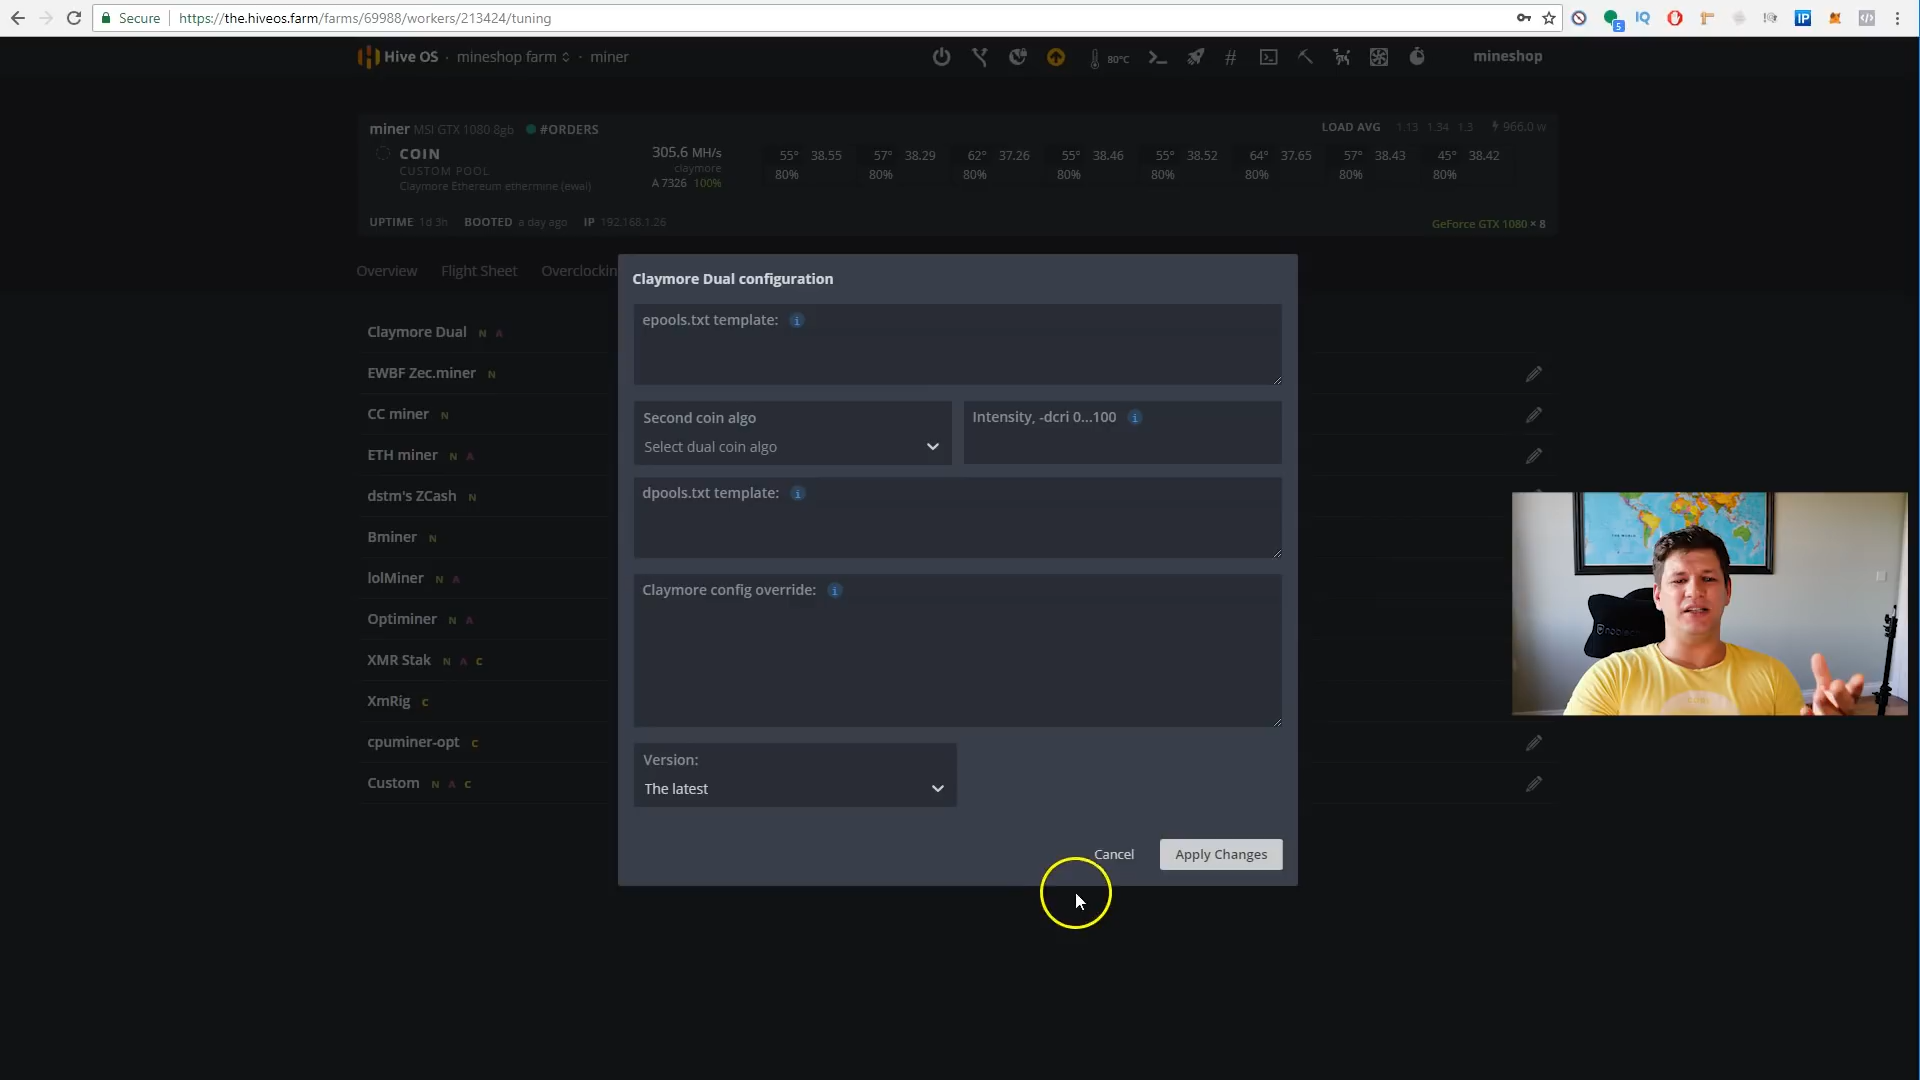 Secure https://the.hiveos.farm/farms/69988/workers/213424/tuning
5 IQ IP
Hive OS · mineshop farm · miner 80°C # mineshop
miner MSI GTX 1080 8gb #ORDERS LOAD AVG 1.13 1.34 1.3 966.0 w
COIN
CUSTOM POOL
Claymore Ethereum ethermine (ewal)
305.6 MH/s
claymore
A 7326 100%
55° 38.55 57° 38.29 62° 37.26 55° 38.46 55° 38.52 64° 37.65 57° 38.43 45° 38.42
80% 80% 80% 80% 80% 80% 80% 80%
UPTIME 1d 3h BOOTED a day ago IP 192.168.1.26 GeForce GTX 1080 × 8
Overview Flight Sheet Overclockin
Claymore Dual N A
EWBF Zec.miner N
CC miner N
ETH miner N A
dstm's ZCash N
Bminer N
lolMiner N A
Optiminer N A
XMR Stak N A C
XmRig C
cpuminer-opt C
Custom N A C
Claymore Dual configuration
epools.txt template: i
Second coin algo
Select dual coin algo
Intensity, -dcri 0...100 i
dpools.txt template: i
Claymore config override: i
Version:
The latest
Cancel Apply Changes